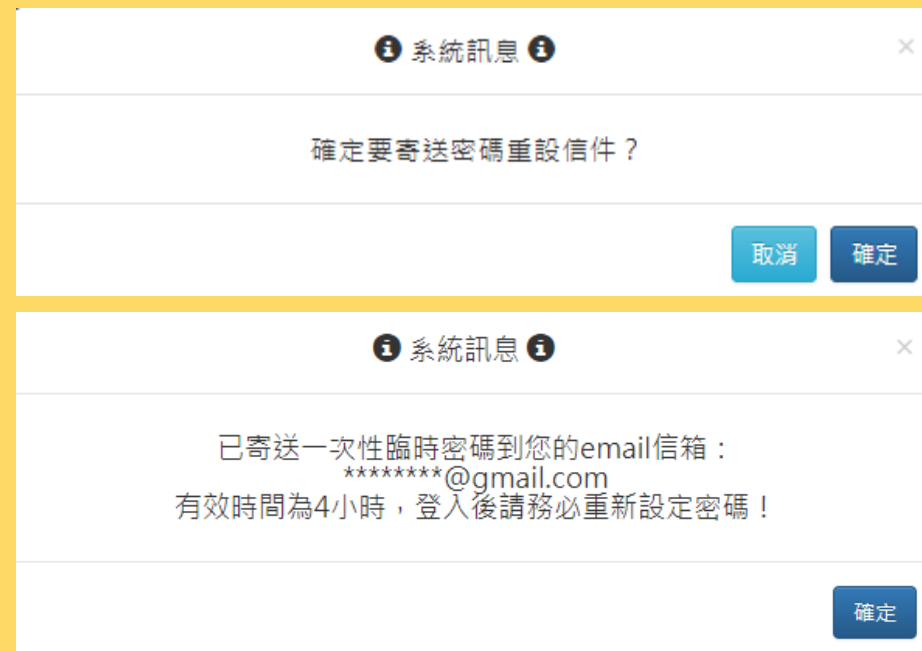 系統訊息
確定要寄送密碼重設信件？
取消 確定
系統訊息
已寄送一次性臨時密碼到您的email信箱：
********@gmail.com
有效時間為4小時，登入後請務必重新設定密碼！
確定